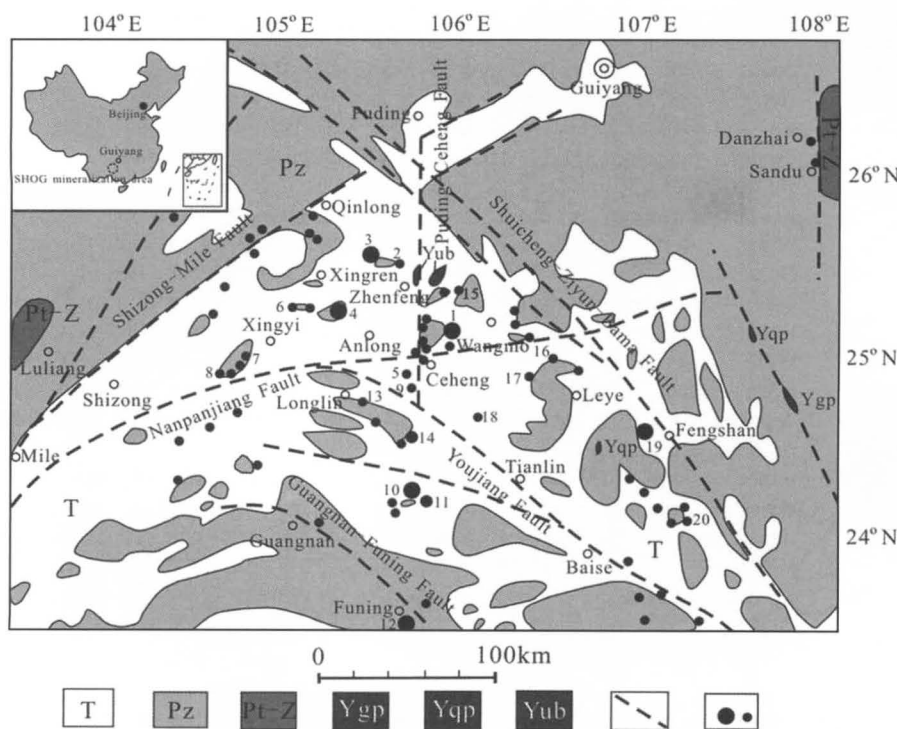 104°E 105°E 106°E 107°E 108°E
Beijing
Guiyang
SHOG mineralization area
Guiyang
Puding
Puding-Ceheng Fault
Danzhai
Sandu
26°N
Pz
Qinlong
Shuicheng-Ziyun-Bama Fault
Shizong-Mile Fault
3
2
Yub
Xingren
Zhenfeng
15
Pt-Z
6
4
1
Xingyi
Anlong
Wangmo
Yqp
Luliang
7
16
25°N
8
5
Ceheng
17
Shizong
Nanpanjiang Fault
9
Leye
Ygp
Longlin
13
18
14
Fengshan
19
Mile
Youjiang Fault
Yqp
Tianlin
T
10
11
Guangnan
Guangnan Funing Fault
20
24°N
T
Baise
Funing
12
0 100km
T Pz Pt-Z Ygp Yqp Yub